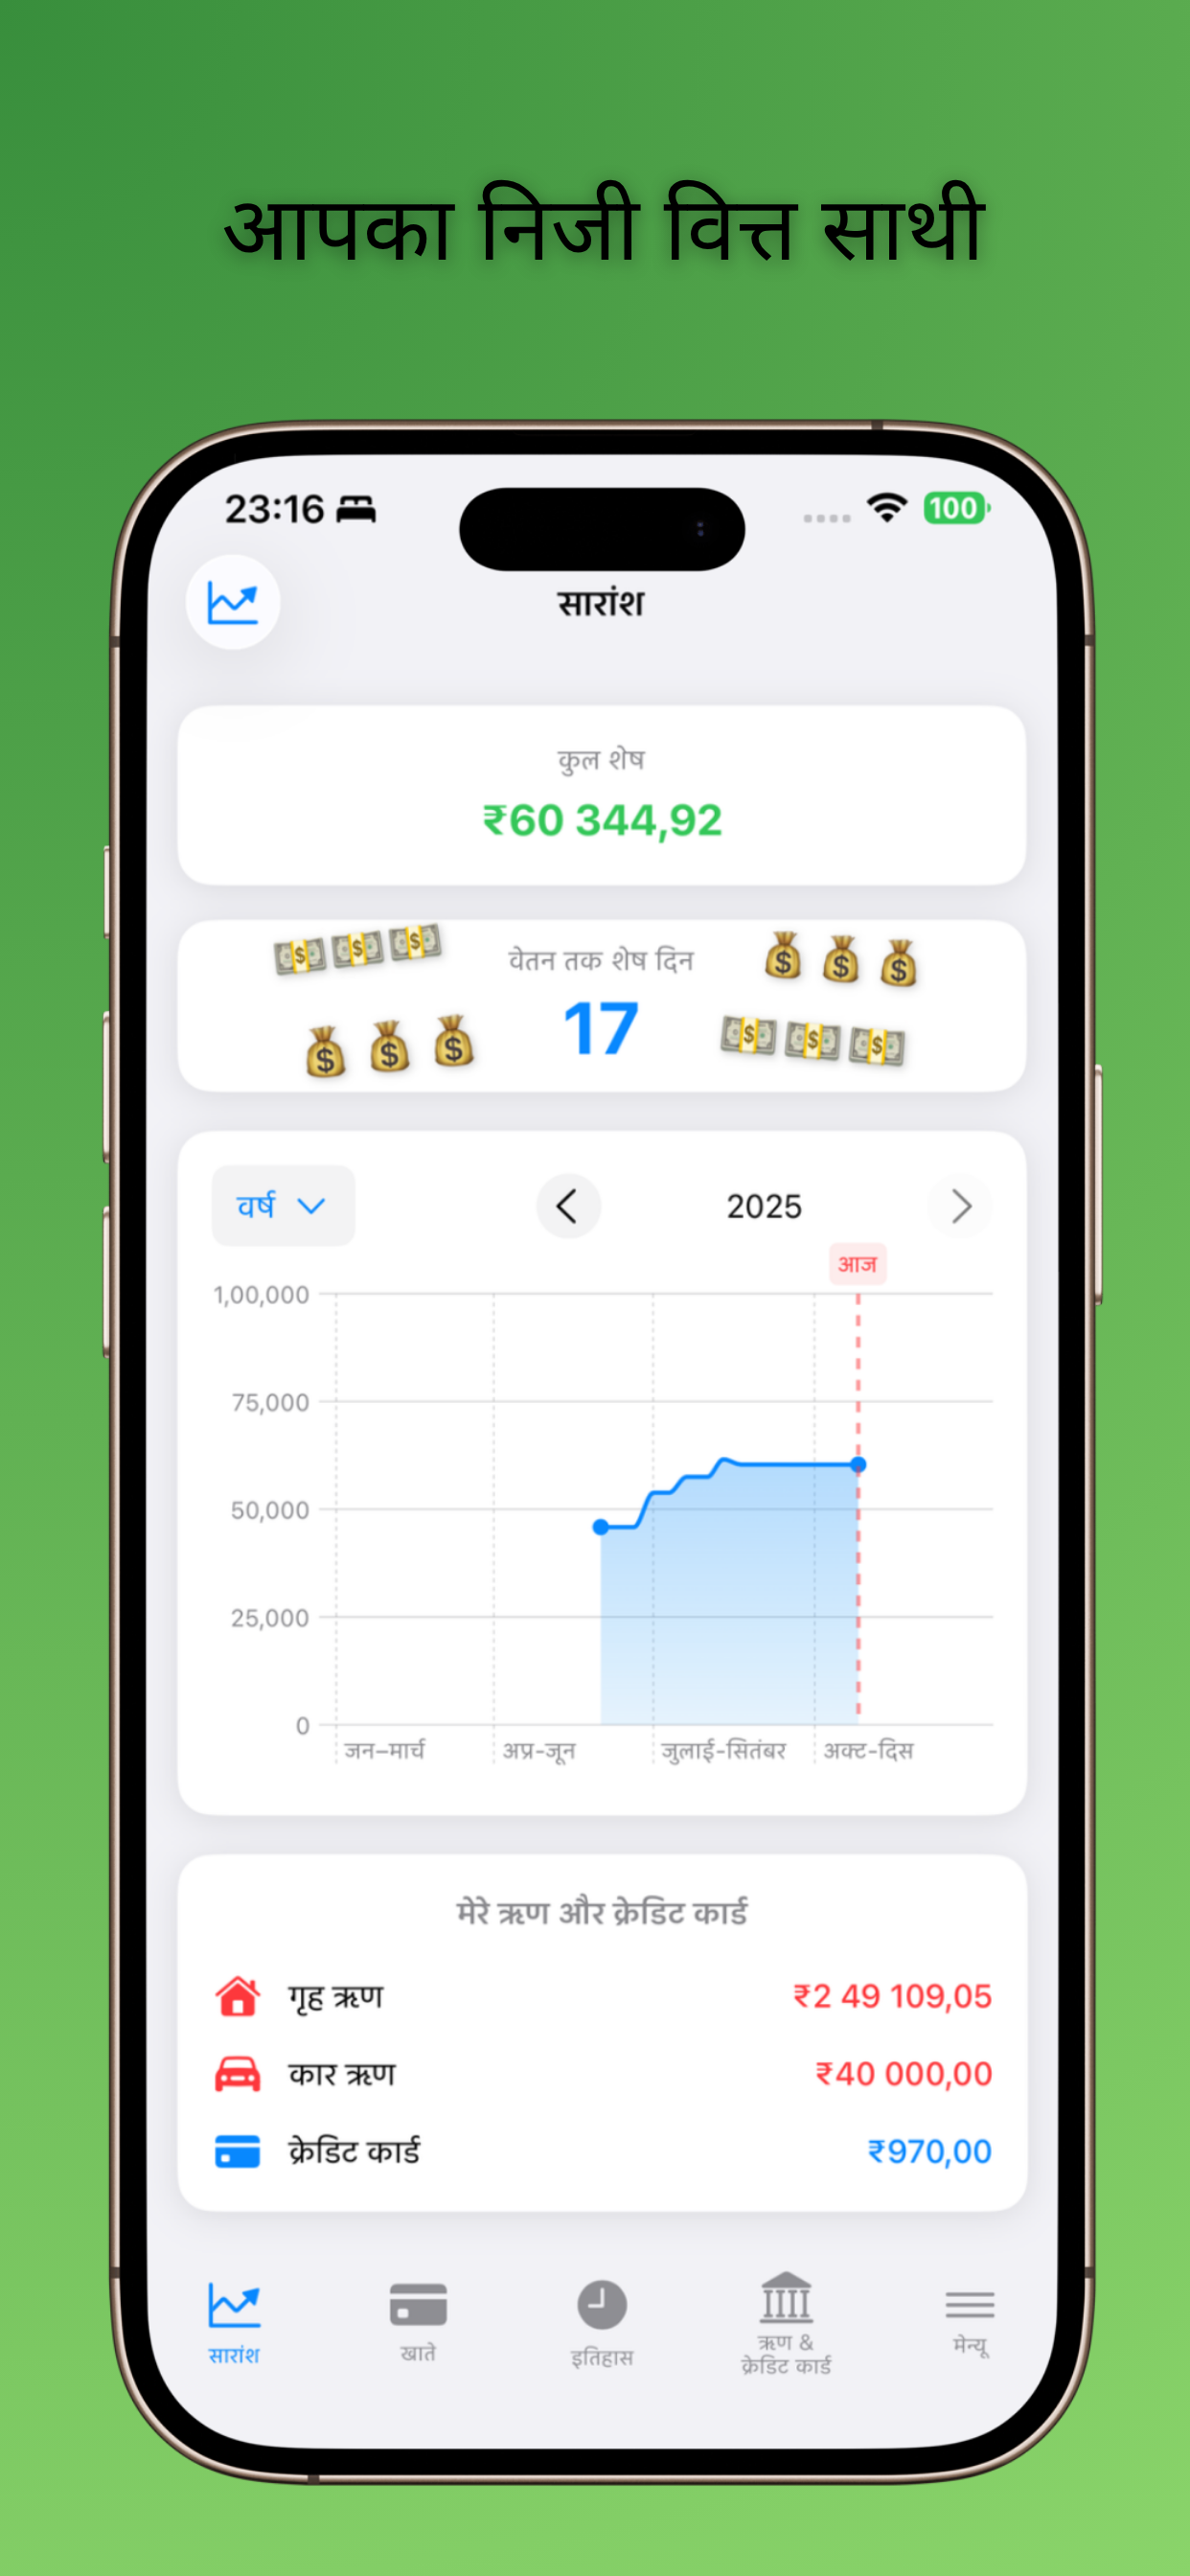 आपका निजी वित्त साथी
23:16
100
सारांश
कुल शेष
₹60 344,92
वेतन तक शेष दिन
17
वर्ष
2025
आज
1,00,000
75,000
50,000
25,000
0
जन–मार्च अप्र-जून जुलाई-सितंबर अक्ट-दिस
मेरे ऋण और क्रेडिट कार्ड
गृह ऋण ₹2 49 109,05
कार ऋण ₹40 000,00
क्रेडिट कार्ड ₹970,00
सारांश
खाते
इतिहास
ऋण &
क्रेडिट कार्ड
मेन्यू